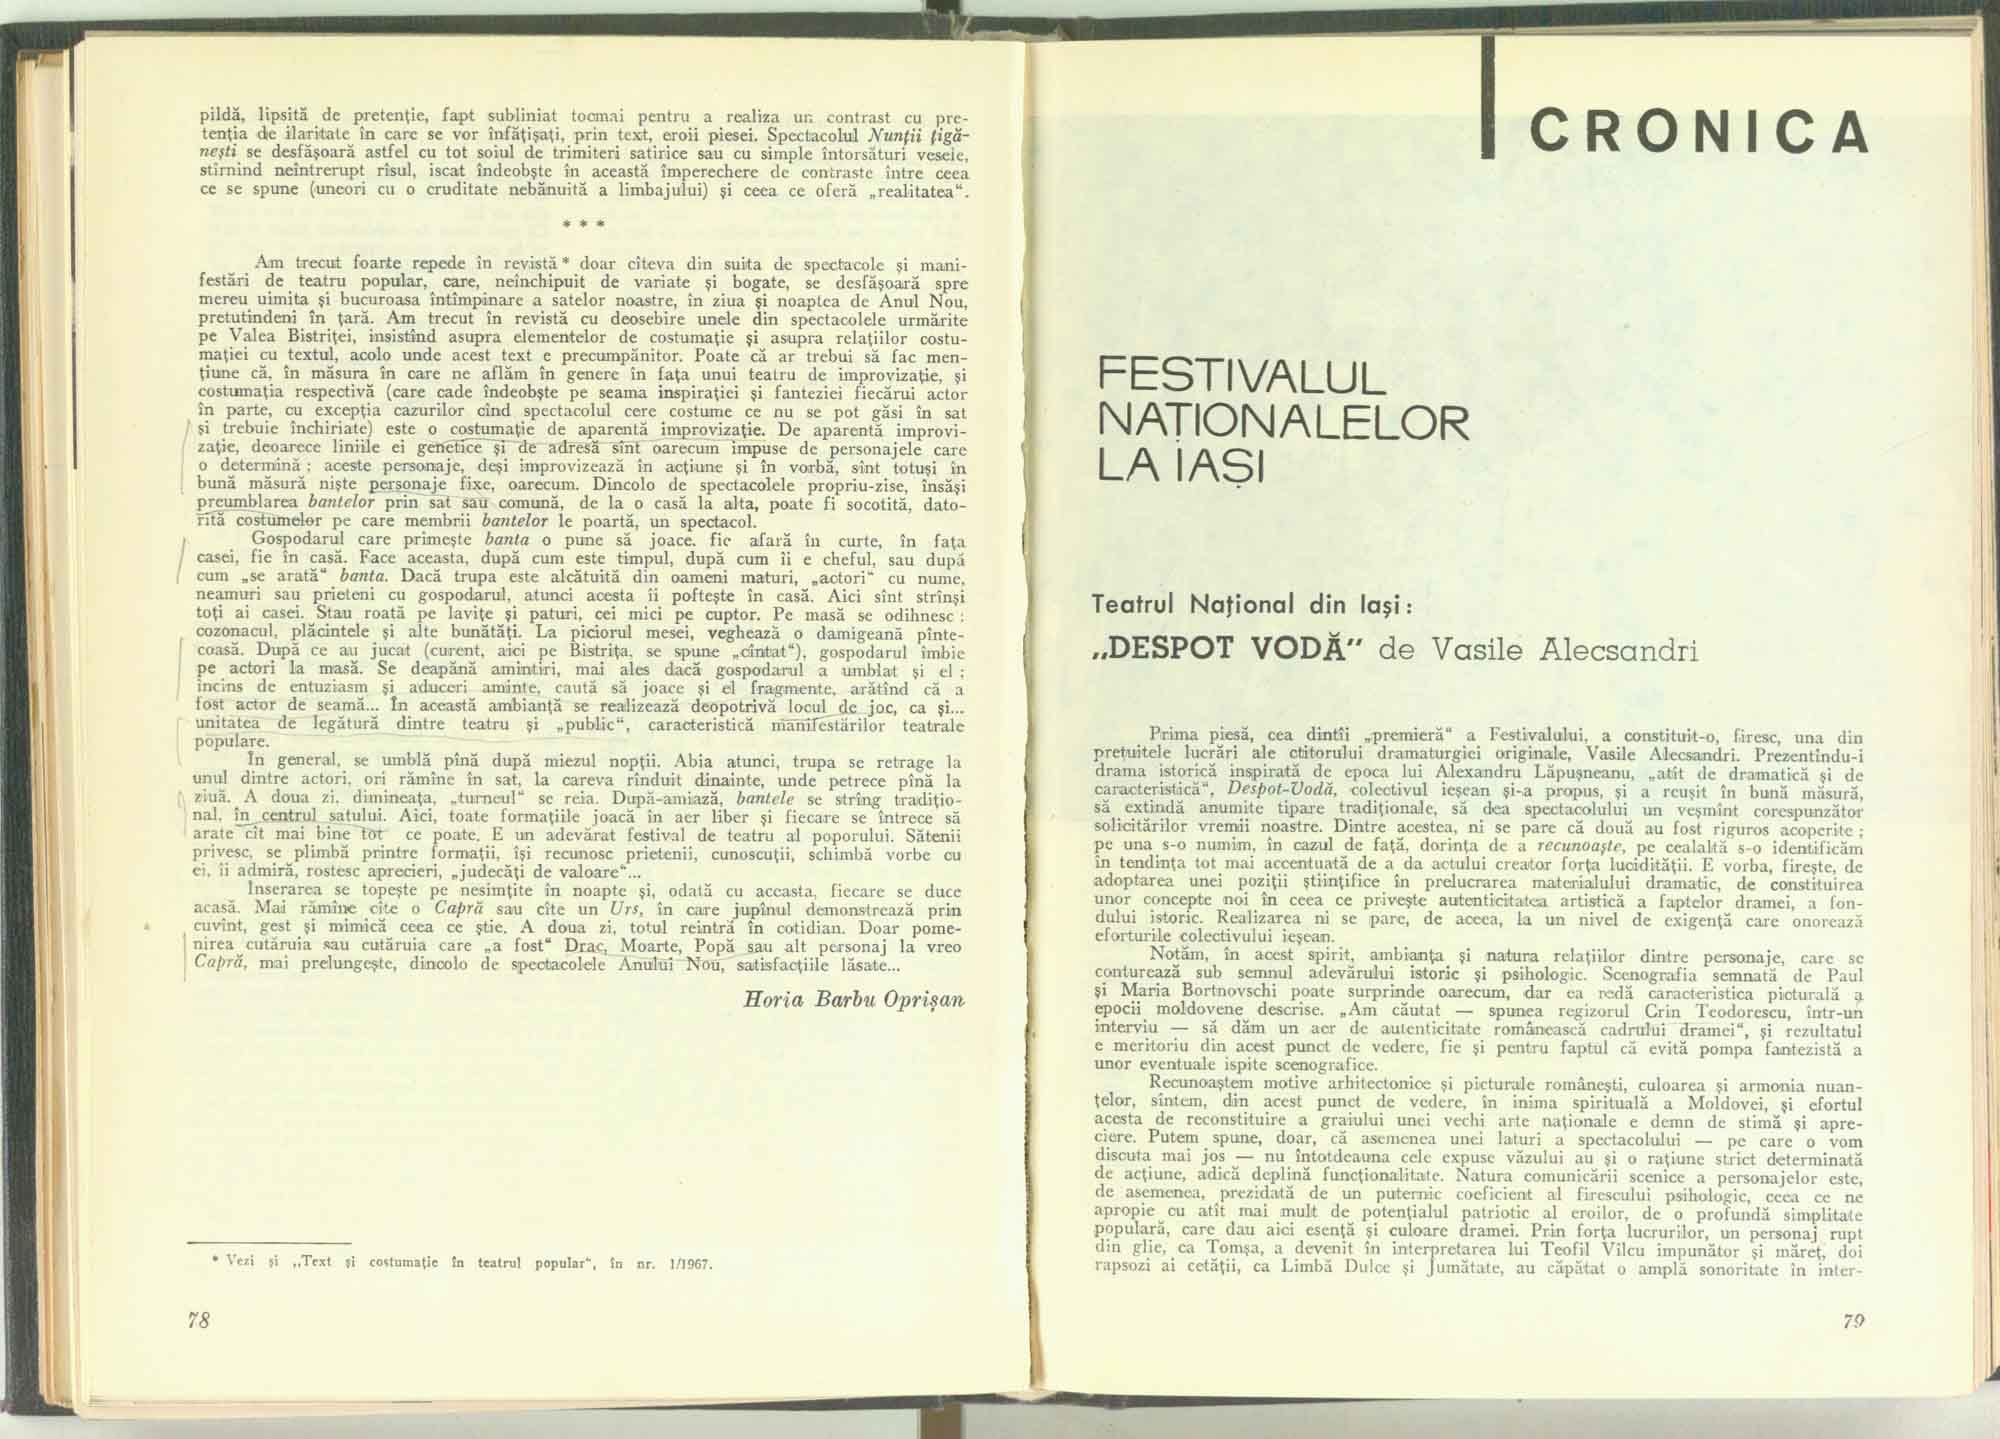 pildă, lipsită de pretenţie, fapt subliniat tocmai pentru a realiza un contrast cu pre-
tenţia de ilaritate în care se vor înfăţişaţi, prin text, eroii piesei. Spectacolul Nunţii ţigă-
neşti se desfăşoară astfel cu tot soiul de trimiteri satirice sau cu simple întorsături vesele,
stîrnind neîntrerupt rîsul, iscat îndeobşte în această împerechere de contraste între ceea
ce se spune (uneori cu o cruditate nebănuită a limbajului) şi ceea ce oferă „realitatea“.
* * *
Am trecut foarte repede în revistă* doar cîteva din suita de spectacole şi mani-
festări de teatru popular, care, neînchipuit de variate şi bogate, se desfăşoară spre
mereu uimita şi bucuroasa întîmpinare a satelor noastre, în ziua şi noaptea de Anul Nou,
pretutindeni în ţară. Am trecut în revistă cu deosebire unele din spectacolele urmărite
pe Valea Bistriţei, insistînd asupra elementelor de costumaţie şi asupra relaţiilor costu-
maţiei cu textul, acolo unde acest text e precumpănitor. Poate că ar trebui să fac men-
ţiune că, în măsura în care ne aflăm în genere în faţa unui teatru de improvizaţie, şi
costumaţia respectivă (care cade îndeobşte pe seama inspiraţiei şi fanteziei fiecărui actor
în parte, cu excepţia cazurilor cînd spectacolul cere costume ce nu se pot găsi în sat
şi trebuie închiriate) este o costumaţie de aparentă improvizaţie. De aparentă improvi-
zaţie, deoarece liniile ei genetice şi de adresă sînt oarecum impuse de personajele care
o determină ; aceste personaje, deşi improvizează în acţiune şi în vorbă, sînt totuşi în
bună măsură nişte personaje fixe, oarecum. Dincolo de spectacolele propriu-zise, însăşi
preumblarea bantelor prin sat sau comună, de la o casă la alta, poate fi socotită, dato-
rită costumelor pe care membrii bantelor le poartă, un spectacol.
Gospodarul care primeşte banta o pune să joace. fie afară în curte, în faţa
casei, fie în casă. Face aceasta, după cum este timpul, după cum îi e cheful, sau după
cum „se arată“ banta. Dacă trupa este alcătuită din oameni maturi, „actori“ cu nume,
neamuri sau prieteni cu gospodarul, atunci acesta îi pofteşte în casă. Aici sînt strînşi
toţi ai casei. Stau roată pe laviţe şi paturi, cei mici pe cuptor. Pe masă se odihnesc :
cozonacul, plăcintele şi alte bunătăţi. La piciorul mesei, veghează o damigeană pînte-
coasă. După ce au jucat (curent, aici pe Bistriţa, se spune „cîntat“), gospodarul îmbie
pe actori la masă. Se deapănă amintiri, mai ales dacă gospodarul a umblat şi el ;
încins de entuziasm şi aduceri aminte, caută să joace şi el fragmente, arătînd că a
fost actor de seamă... În această ambianţă se realizează deopotrivă locul de joc, ca şi...
unitatea de legătură dintre teatru şi „public“, caracteristică manifestărilor teatrale
populare.
În general, se umblă pînă după miezul nopţii. Abia atunci, trupa se retrage la
unul dintre actori, ori rămîne în sat, la careva rînduit dinainte, unde petrece pînă la
ziuă. A doua zi, dimineaţa, „turneul“ se reia. După-amiază, bantele se strîng tradiţio-
nal, în centrul satului. Aici, toate formaţiile joacă în aer liber şi fiecare se întrece să
arate cît mai bine tot ce poate. E un adevărat festival de teatru al poporului. Sătenii
privesc, se plimbă printre formaţii, îşi recunosc prietenii, cunoscuţii, schimbă vorbe cu
ei, îi admiră, rostesc aprecieri, „judecăţi de valoare“...
Înserarea se topeşte pe nesimţite în noapte şi, odată cu aceasta, fiecare se duce
acasă. Mai rămîne cîte o Capră sau cîte un Urs, în care jupînul demonstrează prin
cuvînt, gest şi mimică ceea ce ştie. A doua zi, totul reintră în cotidian. Doar pome-
nirea cutăruia sau cutăruia care „a fost“ Drac, Moarte, Popă sau alt personaj la vreo
Capră, mai prelungeşte, dincolo de spectacolele Anului Nou, satisfacţiile lăsate...
Horia Barbu Oprişan
* Vezi şi „Text şi costumaţie în teatrul popular“, în nr. 1/1967.
78
CRONICA
FESTIVALUL
NAŢIONALELOR
LA IAŞI
Teatrul Naţional din Iaşi :
„DESPOT VODĂ” de Vasile Alecsandri
Prima piesă, cea dintîi „premieră“ a Festivalului, a constituit-o, firesc, una din
preţuitele lucrări ale ctitorului dramaturgiei originale, Vasile Alecsandri. Prezentîndu-i
drama istorică inspirată de epoca lui Alexandru Lăpuşneanu, „atît de dramatică şi de
caracteristică“, Despot-Vodă, colectivul ieşean şi-a propus, şi a reuşit în bună măsură,
să extindă anumite tipare tradiţionale, să dea spectacolului un veşmînt corespunzător
solicitărilor vremii noastre. Dintre acestea, ni se pare că două au fost riguros acoperite ;
pe una s-o numim, în cazul de faţă, dorinţa de a recunoaşte, pe cealaltă s-o identificăm
în tendinţa tot mai accentuată de a da actului creator forţa lucidităţii. E vorba, fireşte, de
adoptarea unei poziţii ştiinţifice în prelucrarea materialului dramatic, de constituirea
unor concepte noi în ceea ce priveşte autenticitatea artistică a faptelor dramei, a fon-
dului istoric. Realizarea ni se pare, de aceea, la un nivel de exigenţă care onorează
eforturile colectivului ieşean.
Notăm, în acest spirit, ambianţa şi natura relaţiilor dintre personaje, care se
conturează sub semnul adevărului istoric şi psihologic. Scenografia semnată de Paul
şi Maria Bortnovschi poate surprinde oarecum, dar ea redă caracteristica picturală a
epocii moldovene descrise. „Am căutat — spunea regizorul Crin Teodorescu, într-un
interviu — să dăm un aer de autenticitate românească cadrului dramei“, şi rezultatul
e meritoriu din acest punct de vedere, fie şi pentru faptul că evită pompa fantezistă a
unor eventuale ispite scenografice.
Recunoaştem motive arhitectonice şi picturale româneşti, culoarea şi armonia nuan-
ţelor, sîntem, din acest punct de vedere, în inima spirituală a Moldovei, şi efortul
acesta de reconstituire a graiului unei vechi arte naţionale e demn de stimă şi apre-
ciere. Putem spune, doar, că asemenea unei laturi a spectacolului — pe care o vom
discuta mai jos — nu întotdeauna cele expuse văzului au şi o raţiune strict determinată
de acţiune, adică deplină funcţionalitate. Natura comunicării scenice a personajelor este,
de asemenea, prezidată de un puternic coeficient al firescului psihologic, ceea ce ne
apropie cu atît mai mult de potenţialul patriotic al eroilor, de o profundă simplitate
populară, care dau aici esenţă şi culoare dramei. Prin forţa lucrurilor, un personaj rupt
din glie, ca Tomşa, a devenit în interpretarea lui Teofil Vîlcu impunător şi măreţ, doi
rapsozi ai cetăţii, ca Limbă Dulce şi Jumătate, au căpătat o amplă sonoritate în inter-
79